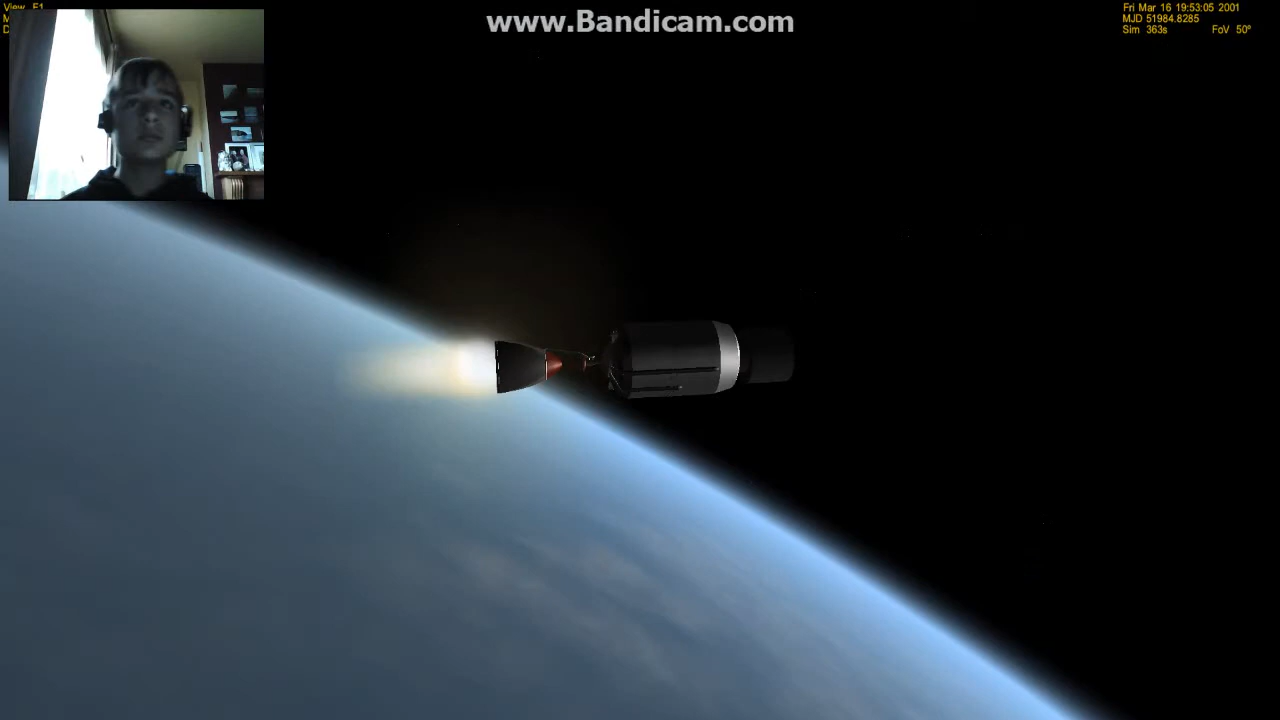 View F1
M
D
www.Bandicam.com
Fri Mar 16 19:53:05 2001
MJD 51984.8285
Sim 363s FoV 50°